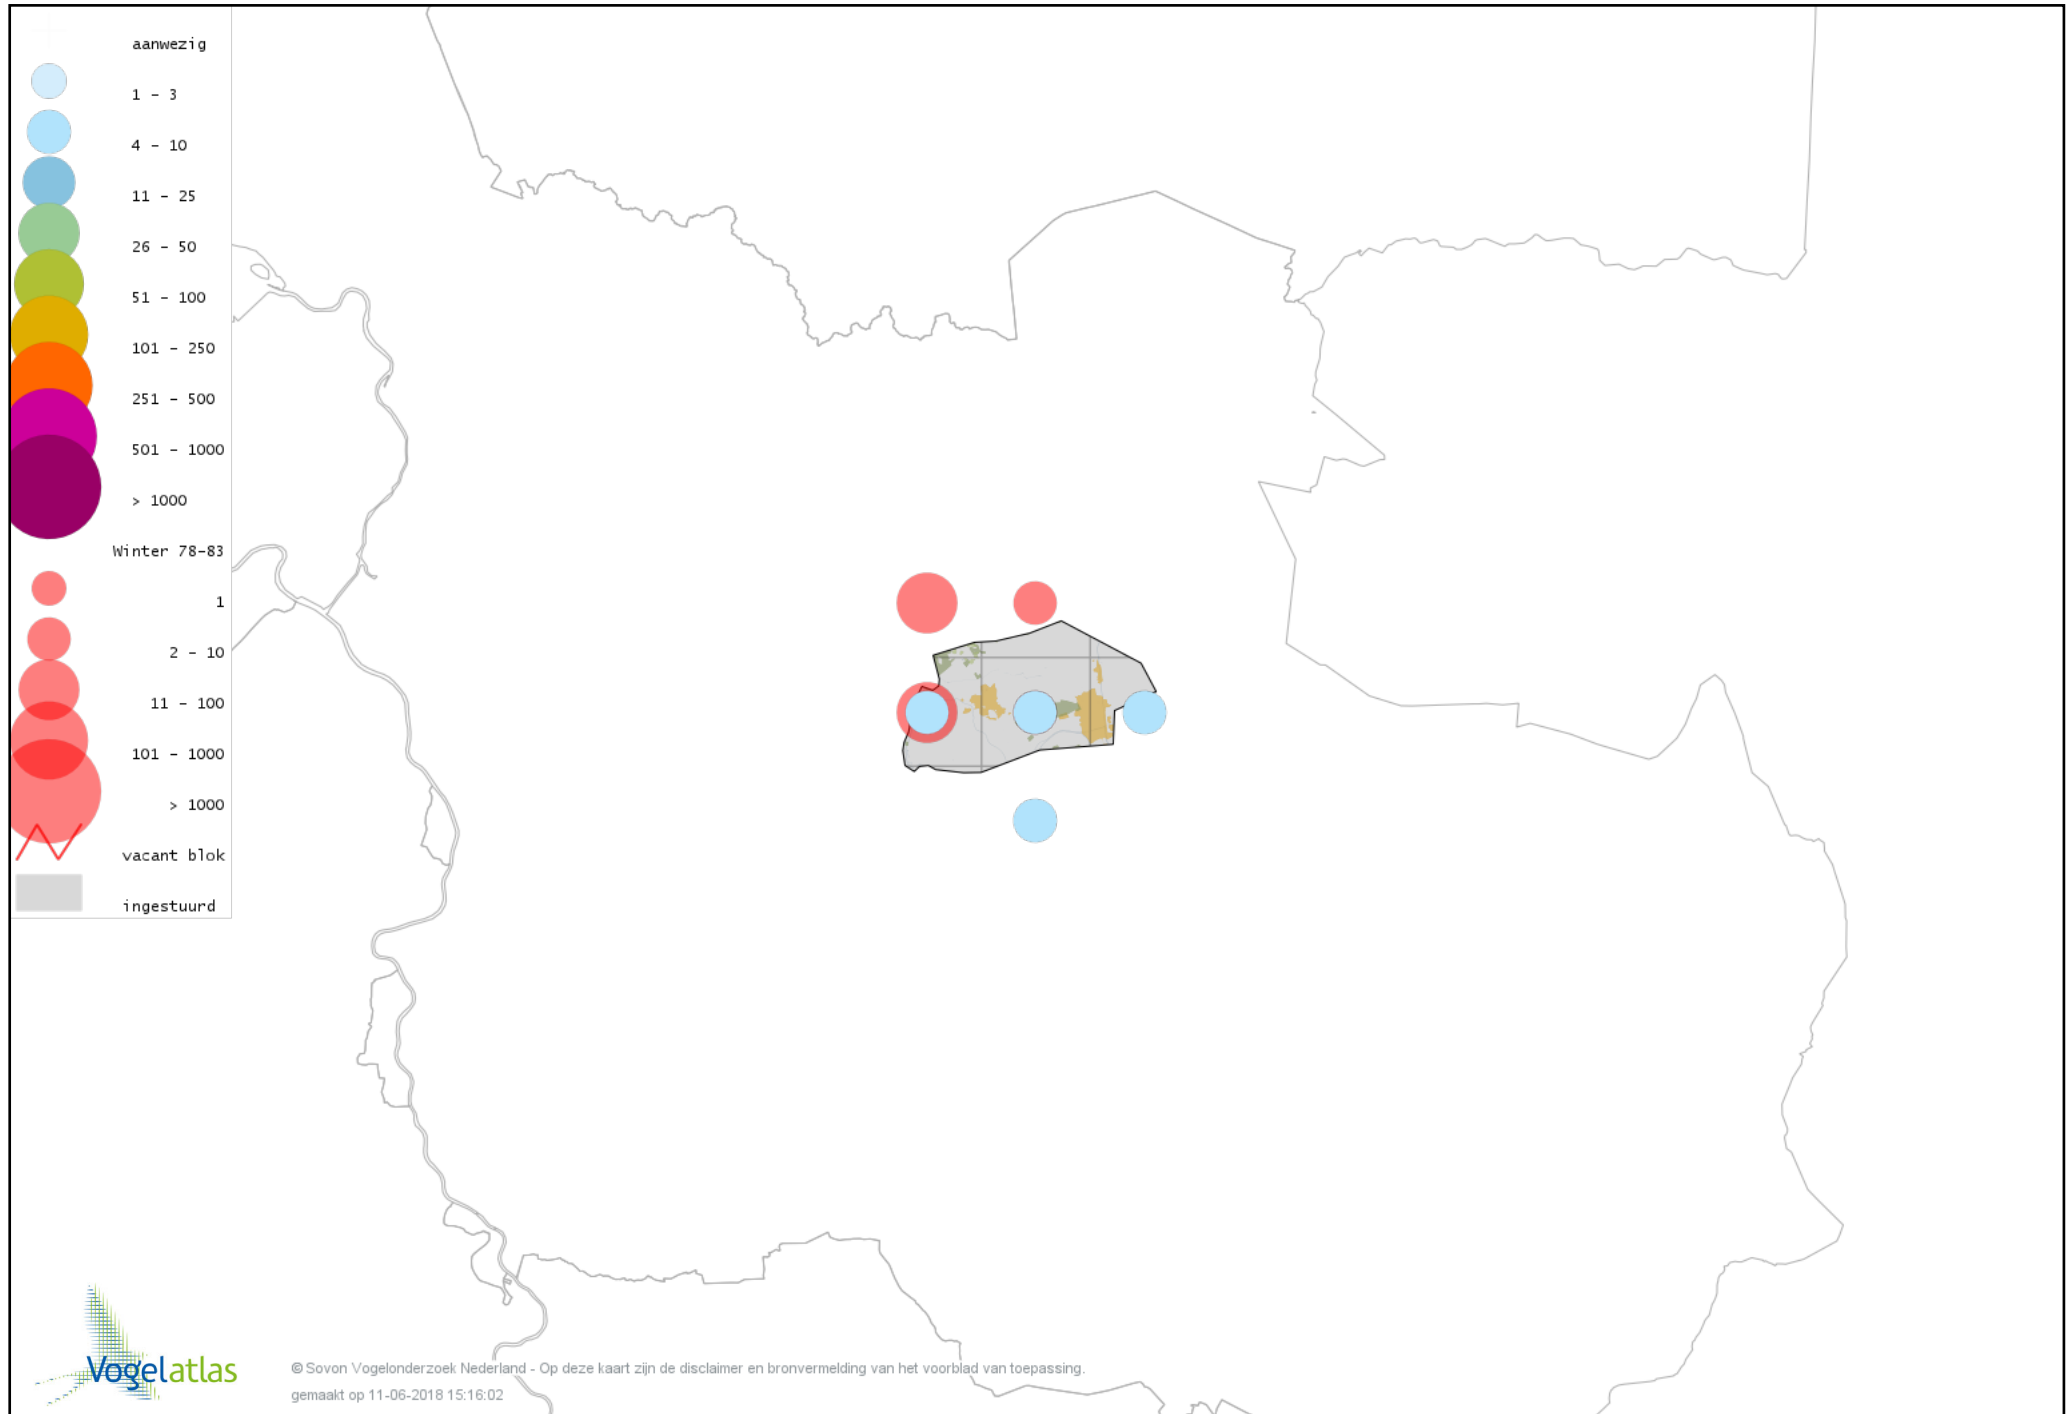 aanwezig
1 - 3
4 - 10
11 - 25
26 - 50
51 - 100
101 - 250
251 - 500
501 - 1000
> 1000
Winter 78-83
1
2 - 10
11 - 100
101 - 1000
> 1000
vacant blok
ingestuurd
Vogelatlas
© Sovon Vogelonderzoek Nederland - Op deze kaart zijn de disclaimer en bronvermelding van het voorblad van toepassing.
gemaakt op 11-06-2018 15:16:02